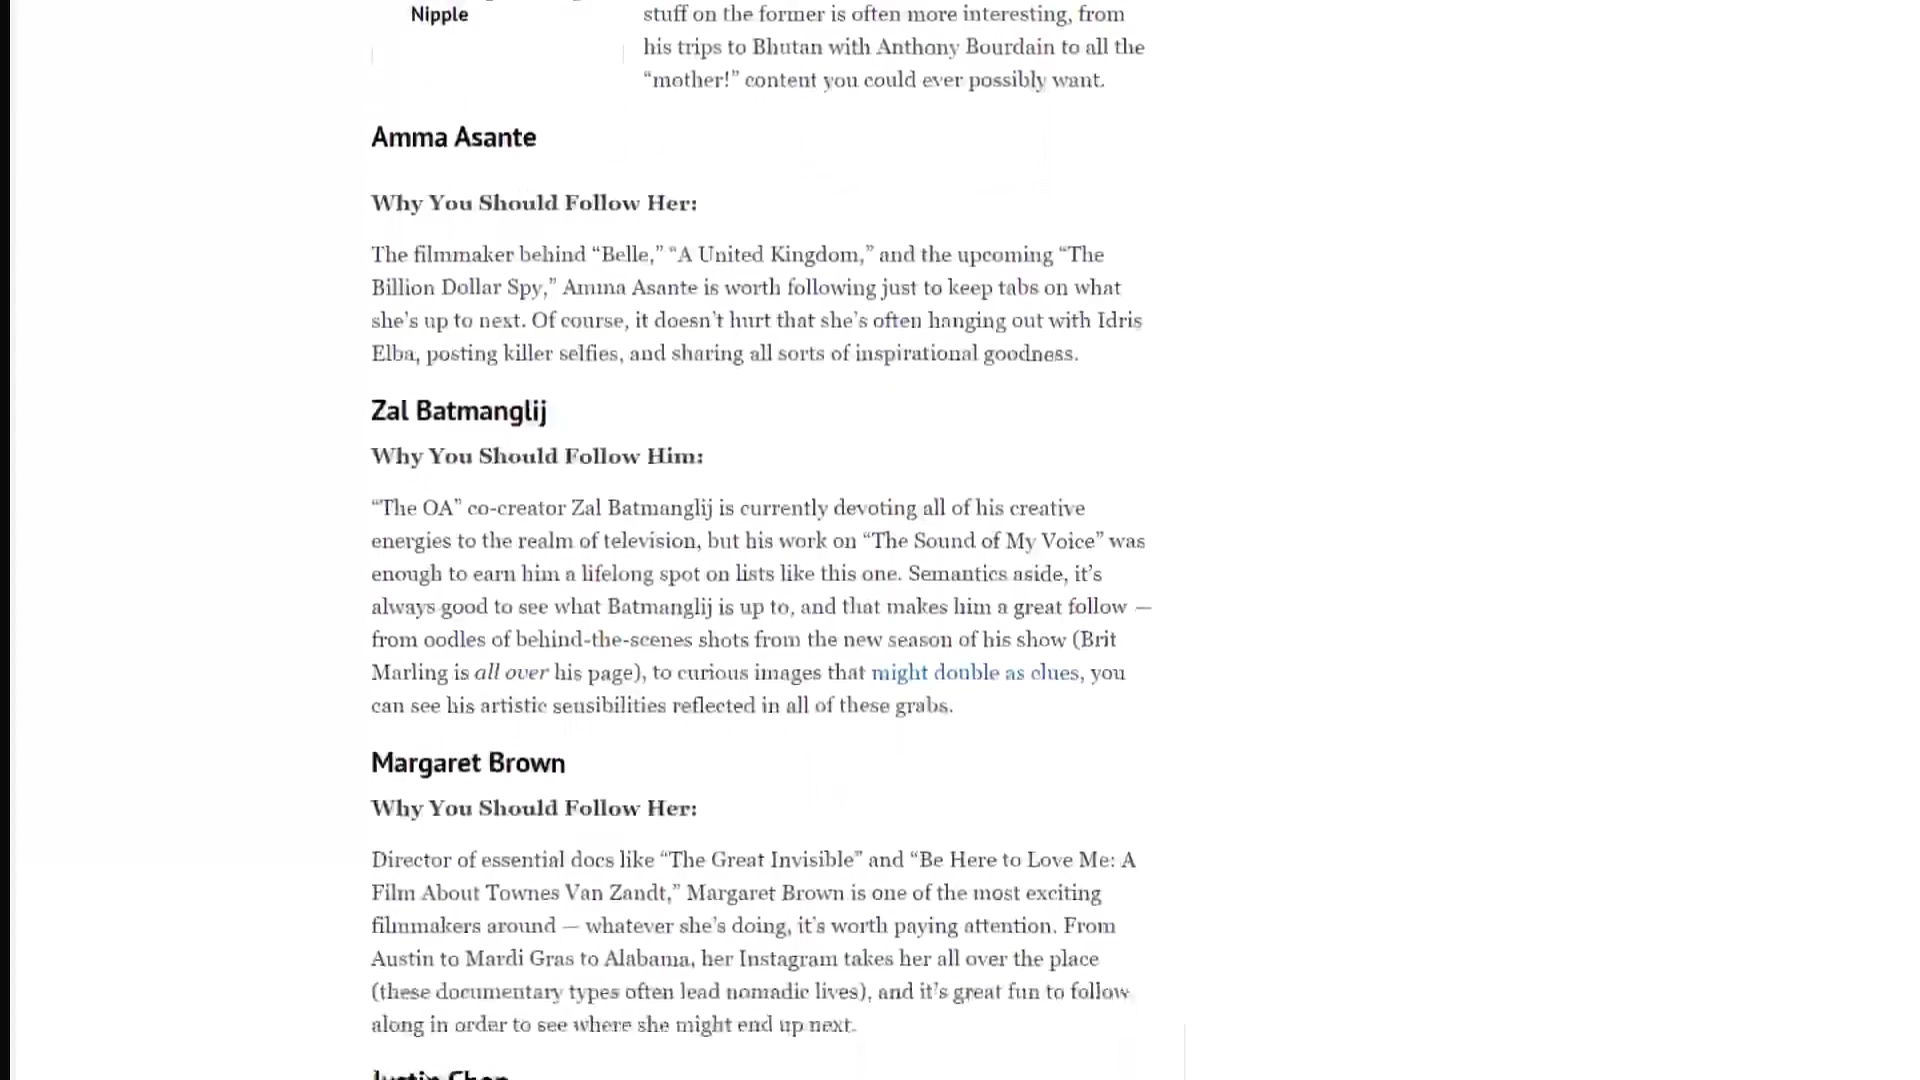 Nipple
stuff on the former is often more interesting, from
his trips to Bhutan with Anthony Bourdain to all the
“mother!” content you could ever possibly want.
Amma Asante
Why You Should Follow Her:
The filmmaker behind “Belle,” “A United Kingdom,” and the upcoming “The
Billion Dollar Spy,” Amma Asante is worth following just to keep tabs on what
she’s up to next. Of course, it doesn’t hurt that she’s often hanging out with Idris
Elba, posting killer selfies, and sharing all sorts of inspirational goodness.
Zal Batmanglij
Why You Should Follow Him:
“The OA” co-creator Zal Batmanglij is currently devoting all of his creative
energies to the realm of television, but his work on “The Sound of My Voice” was
enough to earn him a lifelong spot on lists like this one. Semantics aside, it’s
always good to see what Batmanglij is up to, and that makes him a great follow —
from oodles of behind-the-scenes shots from the new season of his show (Brit
Marling is all over his page), to curious images that might double as clues, you
can see his artistic sensibilities reflected in all of these grabs.
Margaret Brown
Why You Should Follow Her:
Director of essential docs like “The Great Invisible” and “Be Here to Love Me: A
Film About Townes Van Zandt,” Margaret Brown is one of the most exciting
filmmakers around — whatever she’s doing, it’s worth paying attention. From
Austin to Mardi Gras to Alabama, her Instagram takes her all over the place
(these documentary types often lead nomadic lives), and it’s great fun to follow
along in order to see where she might end up next.